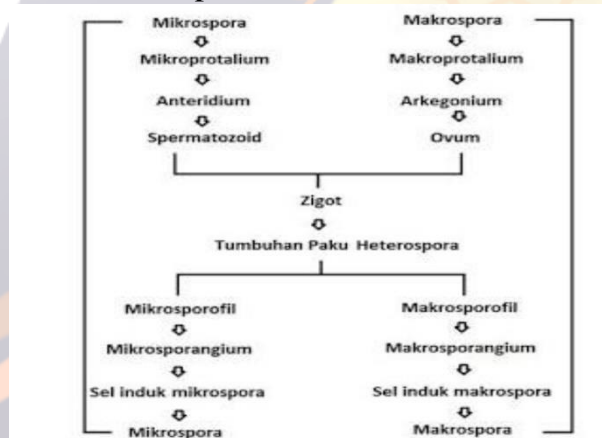 Mikrospora Makrospora
Mikroprotalium Makroprotalium
Anteridium Arkegonium
Spermatozoid Ovum
Zigot
Tumbuhan Paku Heterospora
Mikrosporofil Makrosporofil
Mikrosporangium Makrosporangium
Sel induk mikrospora Sel induk makrospora
Mikrospora Makrospora